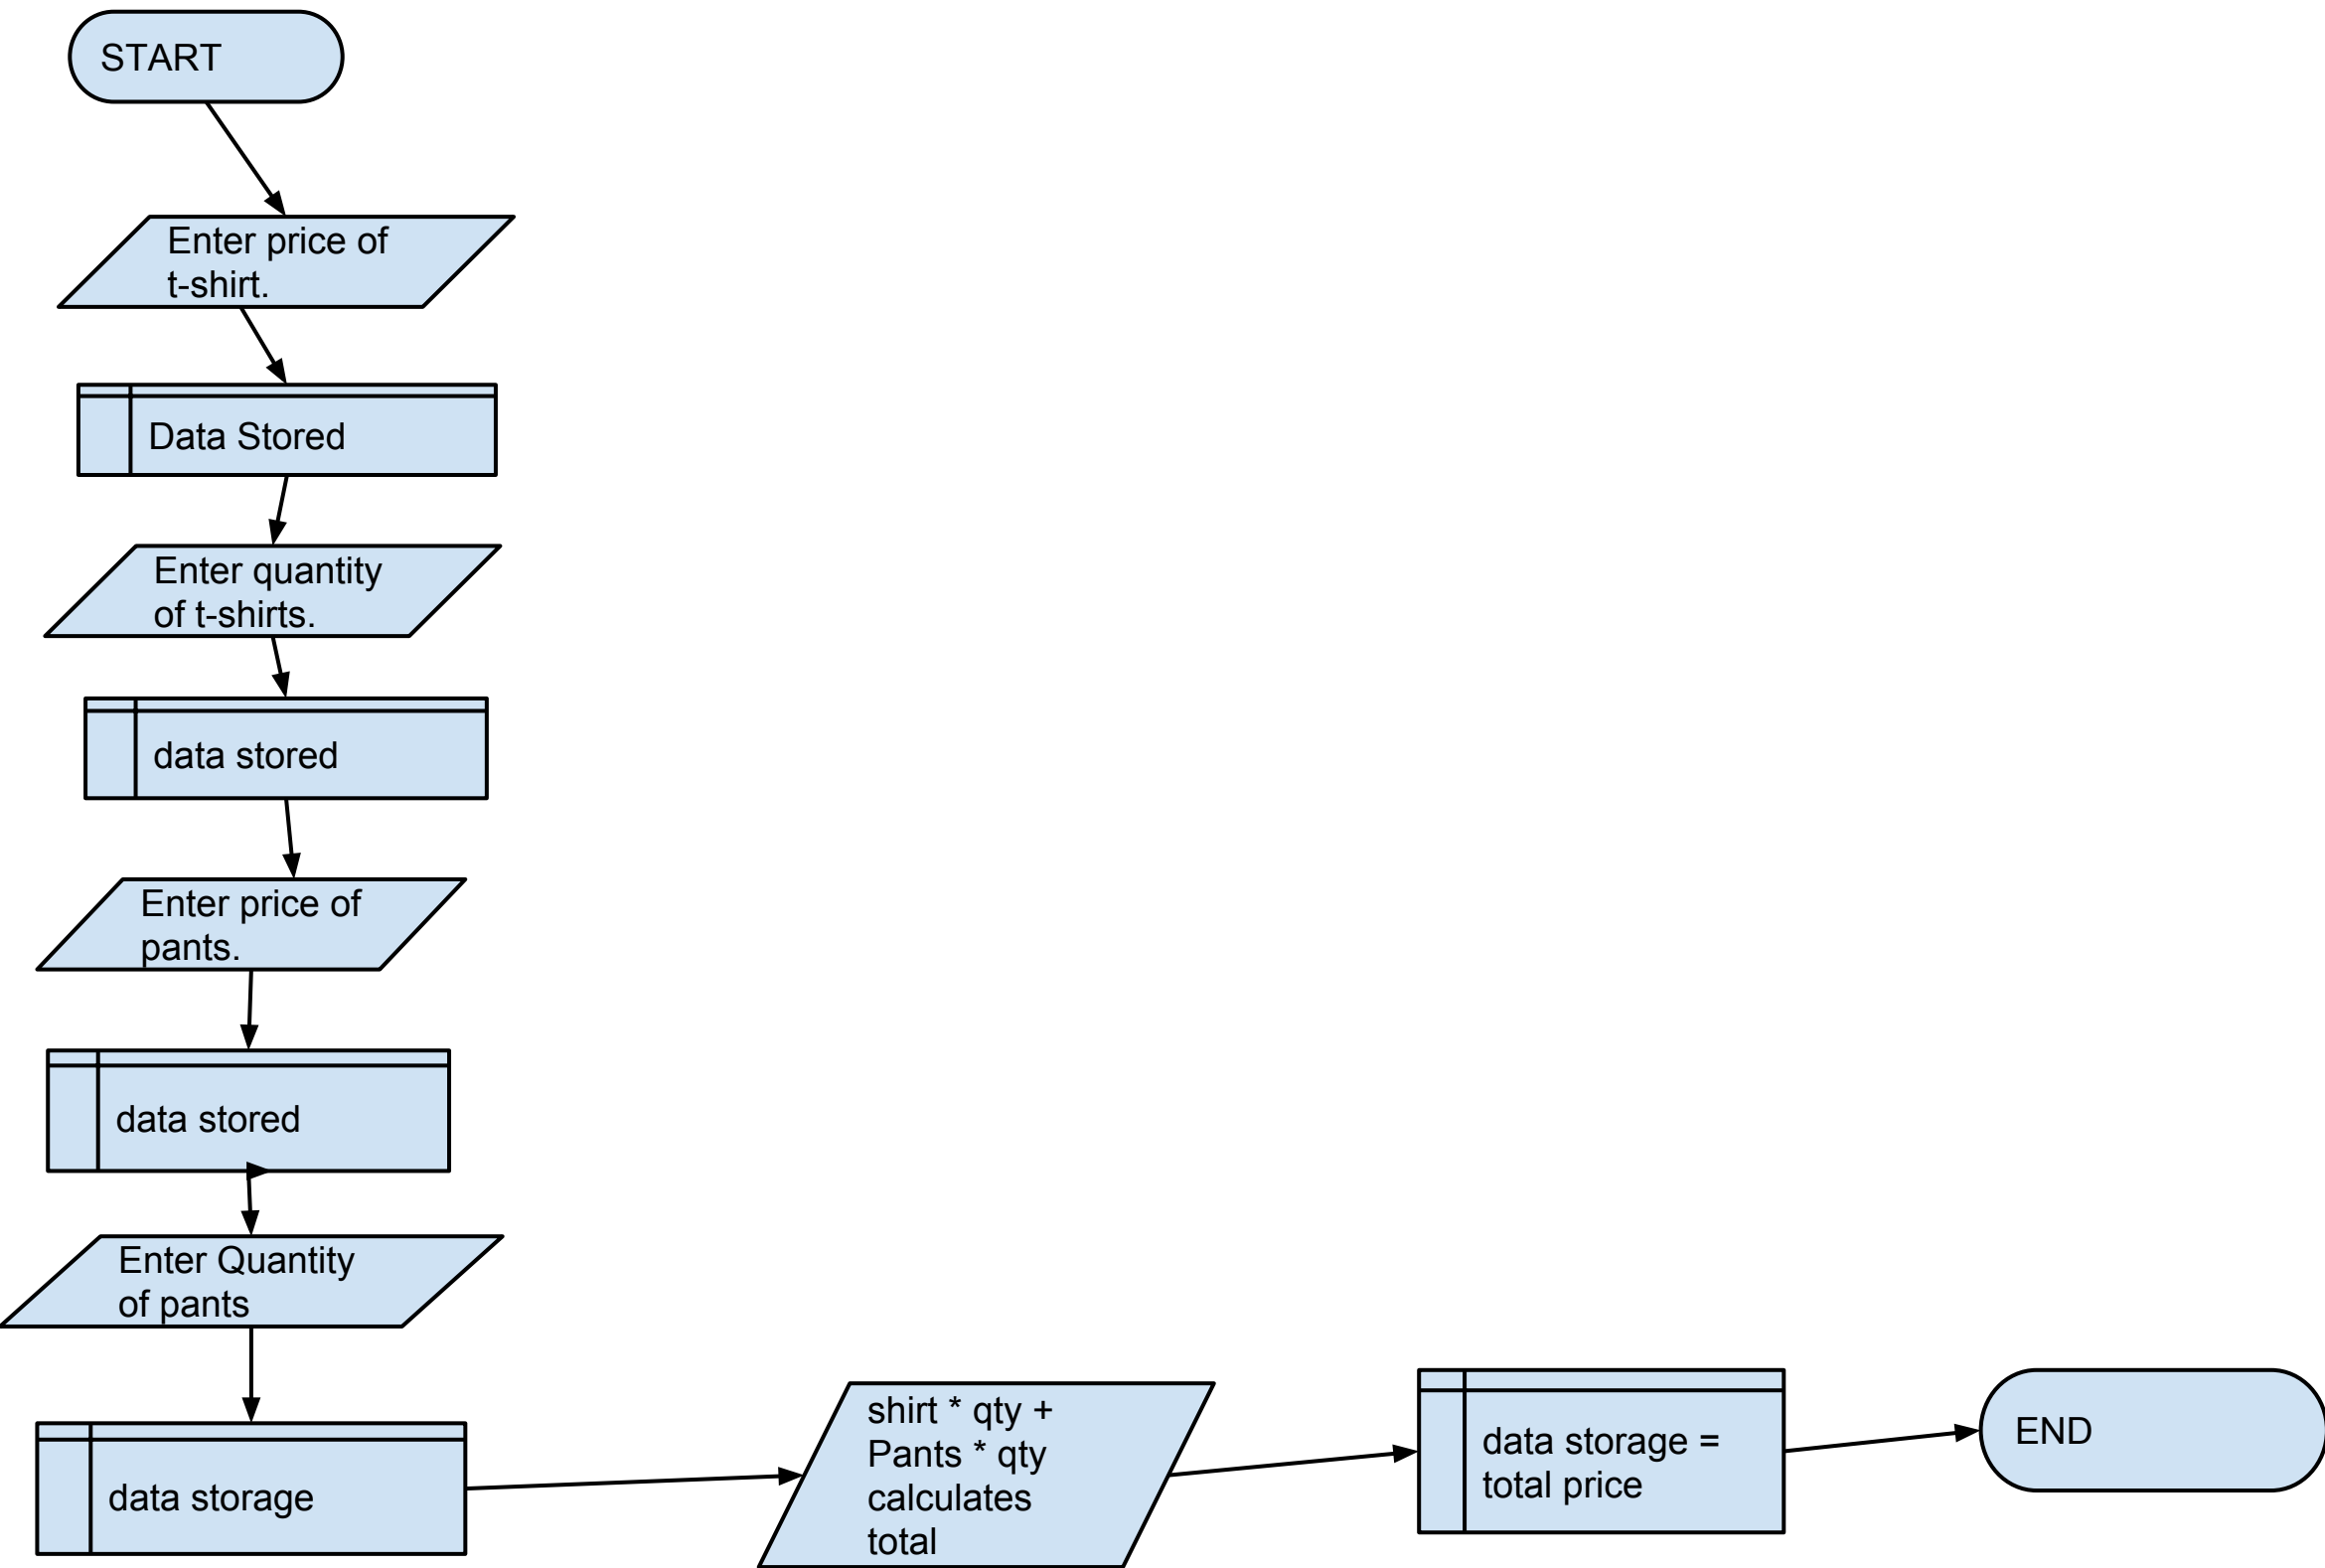 START
Enter price of
t-shirt.
Data Stored
Enter quantity
of t-shirts.
data stored
Enter price of
pants.
data stored
Enter Quantity
of pants
data storage
shirt * qty +
Pants * qty
calculates
total
data storage =
total price
END